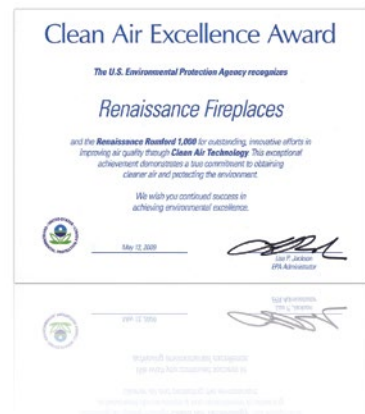 Clean Air Excellence Award
The U.S. Environmental Protection Agency recognizes
Renaissance Fireplaces
and the Renaissance Rumford 1,000 for outstanding, innovative efforts in
improving air quality through Clean Air Technology. This exceptional
achievement demonstrates a true commitment to obtaining
cleaner air and protecting the environment.
We wish you continued success in
achieving environmental excellence.
May 13, 2009
Lisa P. Jackson
EPA Administrator